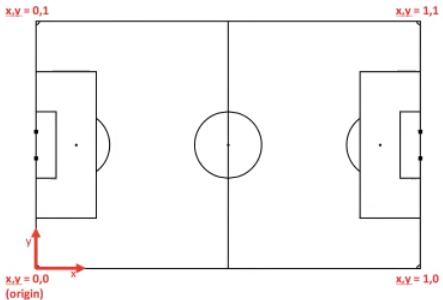 x,y = 0,1
x,y = 1,1
y
x
x,y = 0,0
(origin)
x,y = 1,0